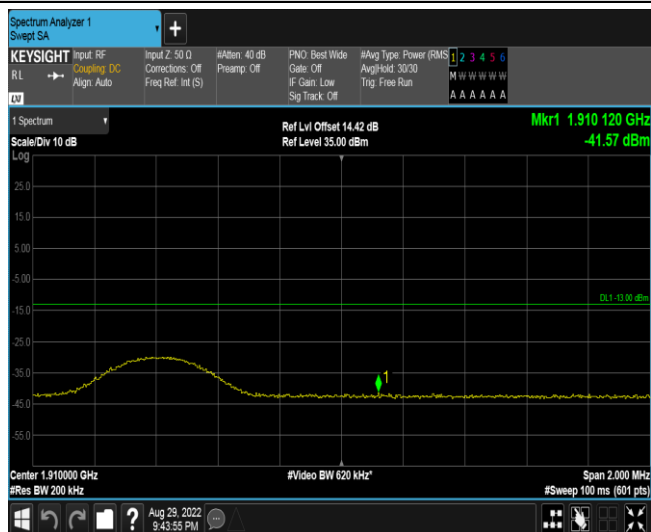 Spectrum Analyzer 1
Swept SA
+
KEYSIGHT
RL
LXI
Input: RF
Coupling: DC
Align: Auto
Input Z: 50 Ω
Corrections: Off
Freq Ref: Int (S)
#Atten: 40 dB
Preamp: Off
PNO: Best Wide
Gate: Off
IF Gain: Low
Sig Track: Off
#Avg Type: Power (RMS
Avg|Hold: 30/30
Trig: Free Run
1 2 3 4 5 6
M W W W W W
A A A A A A
1 Spectrum
Scale/Div 10 dB
Ref Lvl Offset 14.42 dB
Ref Level 35.00 dBm
Mkr1 1.910 120 GHz
-41.57 dBm
Log
25.0
15.0
5.00
-5.00
DL1 -13.00 dBm
-15.0
-25.0
-35.0
1
-45.0
-55.0
Center 1.910000 GHz
#Res BW 200 kHz
#Video BW 620 kHz*
Span 2.000 MHz
#Sweep 100 ms (601 pts)
?
Aug 29, 2022
9:43:55 PM